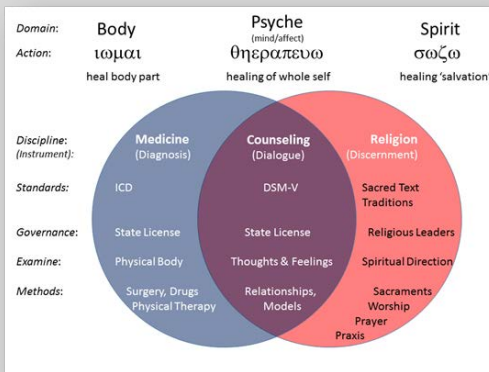 Domain: Body Psyche Spirit
(mind/affect)
Action: ιωμαι θηεραπευω σωζω
heal body part healing of whole self healing 'salvation'
Discipline: Medicine Counseling Religion
(Instrument): (Diagnosis) (Dialogue) (Discernment)
Standards: ICD DSM-V Sacred Text
Traditions
Governance: State License State License Religious Leaders
Examine: Physical Body Thoughts & Feelings Spiritual Direction
Methods: Surgery, Drugs Relationships, Sacraments
Physical Therapy Models Worship
Prayer
Praxis